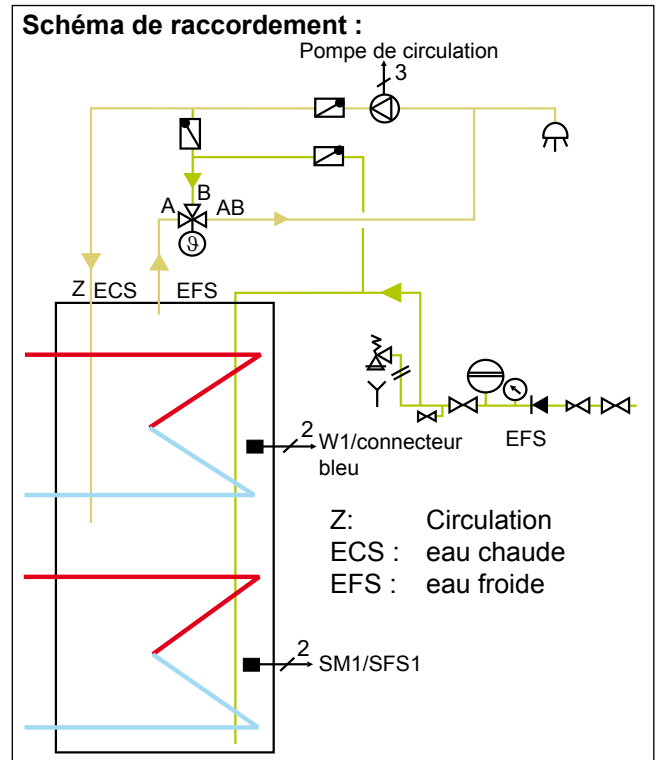 Schéma de raccordement :
Pompe de circulation
3
B
A
AB
ϑ
Z ECS EFS
EFS
2
W1/connecteur
bleu
Z: Circulation
ECS : eau chaude
EFS : eau froide
2
SM1/SFS1